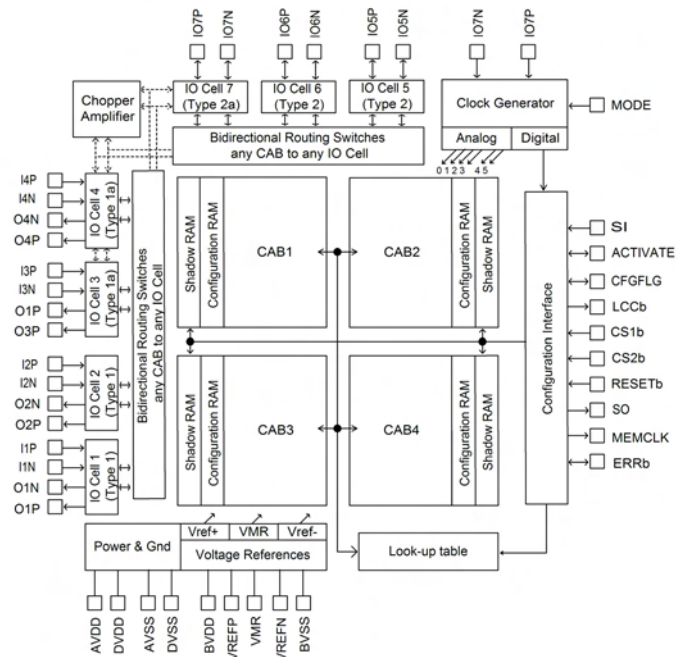 IO7P
IO7N
IO6P
IO6N
IO5P
IO5N
IO7N
IO7P
Chopper
Amplifier
IO Cell 7
(Type 2a)
IO Cell 6
(Type 2)
IO Cell 5
(Type 2)
Clock Generator
Analog
Digital
MODE
Bidirectional Routing Switches
any CAB to any IO Cell
0 1 2 3 4 5
I4P
I4N
O4N
O4P
IO Cell 4
(Type 1a)
I3P
I3N
O1P
O3P
IO Cell 3
(Type 1a)
I2P
I2N
O2N
O2P
IO Cell 2
(Type 1)
I1P
I1N
O1N
O1P
IO Cell 1
(Type 1)
Bidirectional Routing Switches
any CAB to any IO Cell
Shadow RAM
Configuration RAM
CAB1
CAB2
Configuration RAM
Shadow RAM
Shadow RAM
Configuration RAM
CAB3
CAB4
Configuration RAM
Shadow RAM
Configuration Interface
SI
ACTIVATE
CFGFLG
LCCb
CS1b
CS2b
RESETb
SO
MEMCLK
ERRb
Power & Gnd
Vref+
VMR
Vref-
Voltage References
Look-up table
AVDD
DVDD
AVSS
DVSS
BVDD
VREFP
VMR
VREFN
BVSS